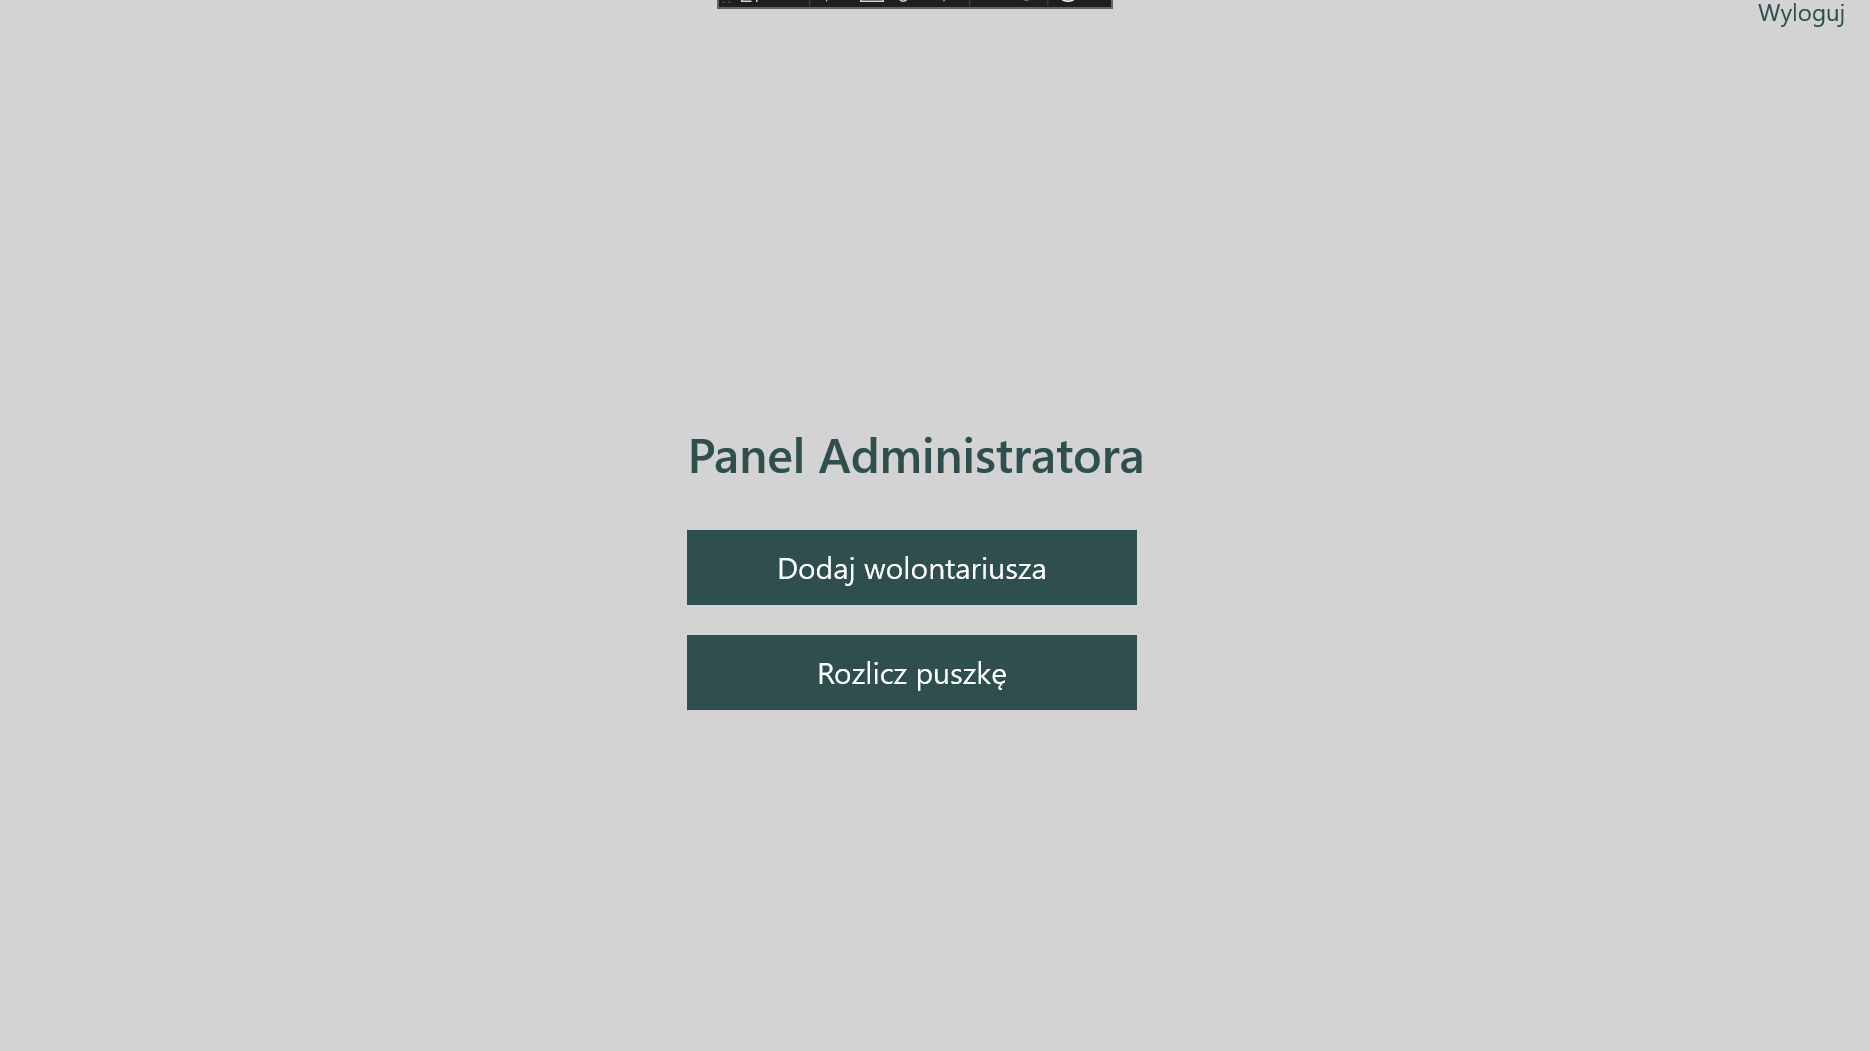 Wyloguj
Panel Administratora
Dodaj wolontariusza
Rozlicz puszkę